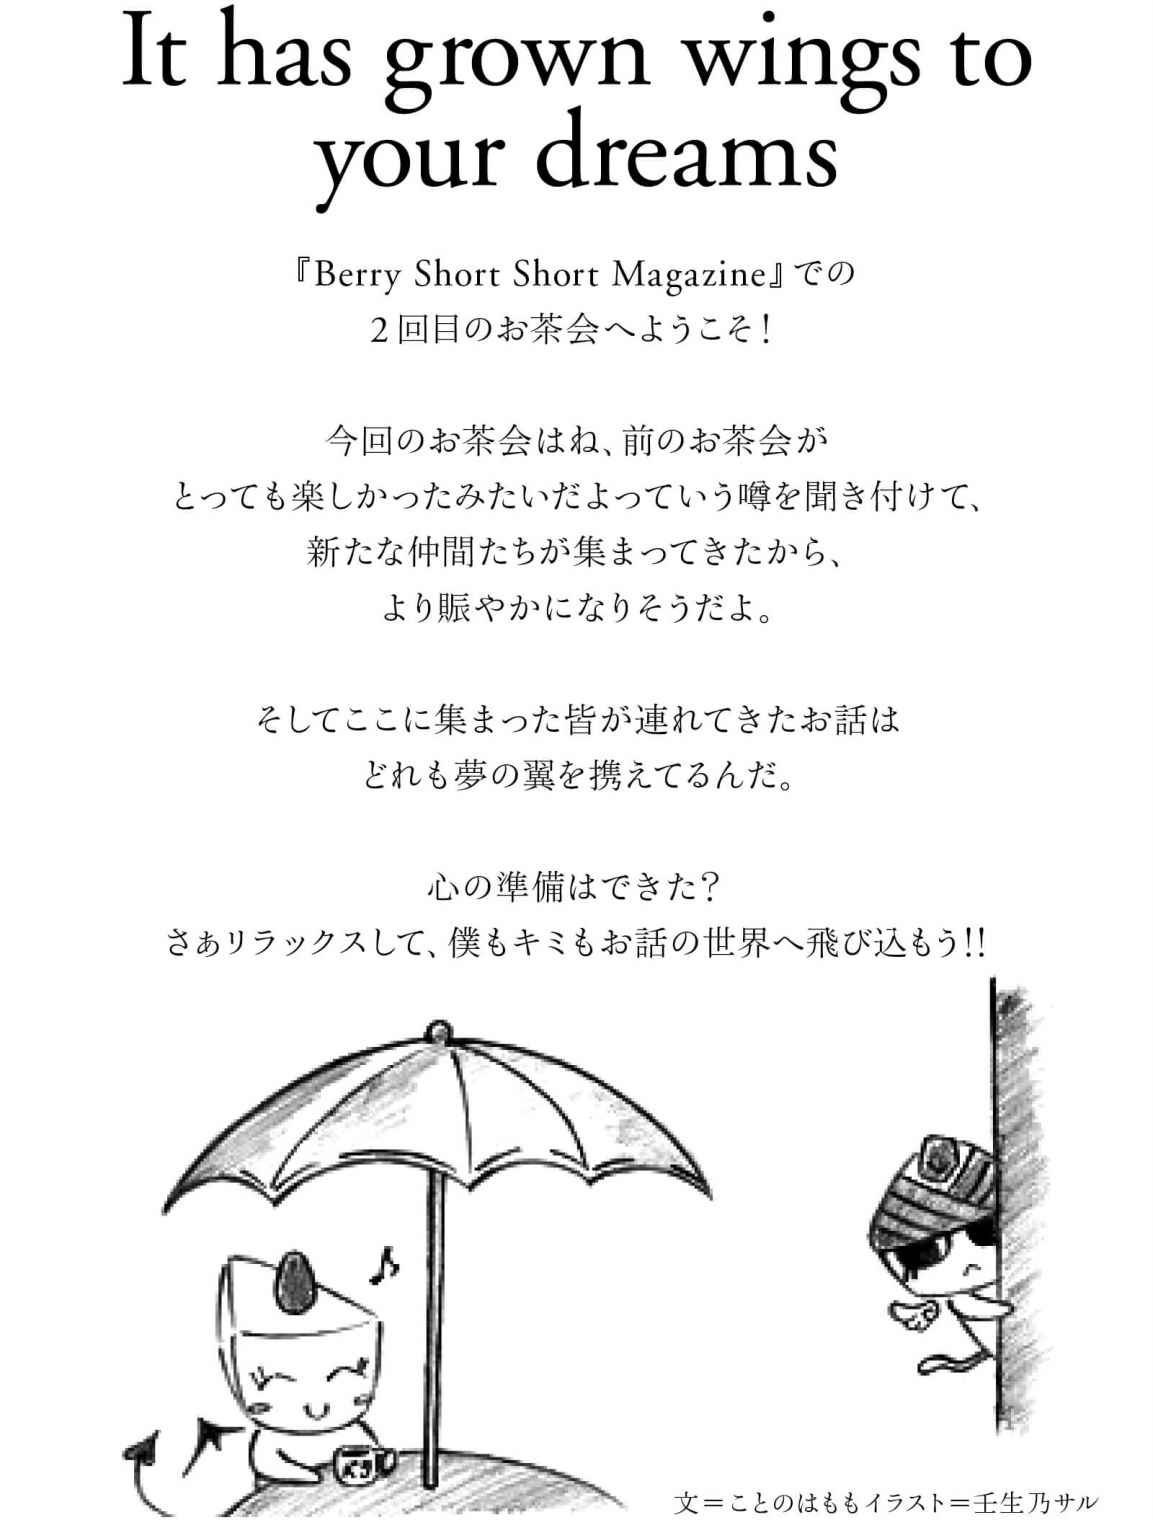 It has grown wings to
your dreams
『Berry Short Short Magazine』での
2回目のお茶会へようこそ！
今回のお茶会はね、前のお茶会が
とっても楽しかったみたいだよっていう噂を聞き付けて、
新たな仲間たちが集まってきたから、
より賑やかになりそうだよ。
そしてここに集まった皆が連れてきたお話は
どれも夢の翼を携えてるんだ。
心の準備はできた？
さぁリラックスして、僕もキミもお話の世界へ飛び込もう!!
文＝ことのはももイラスト＝壬生乃サル